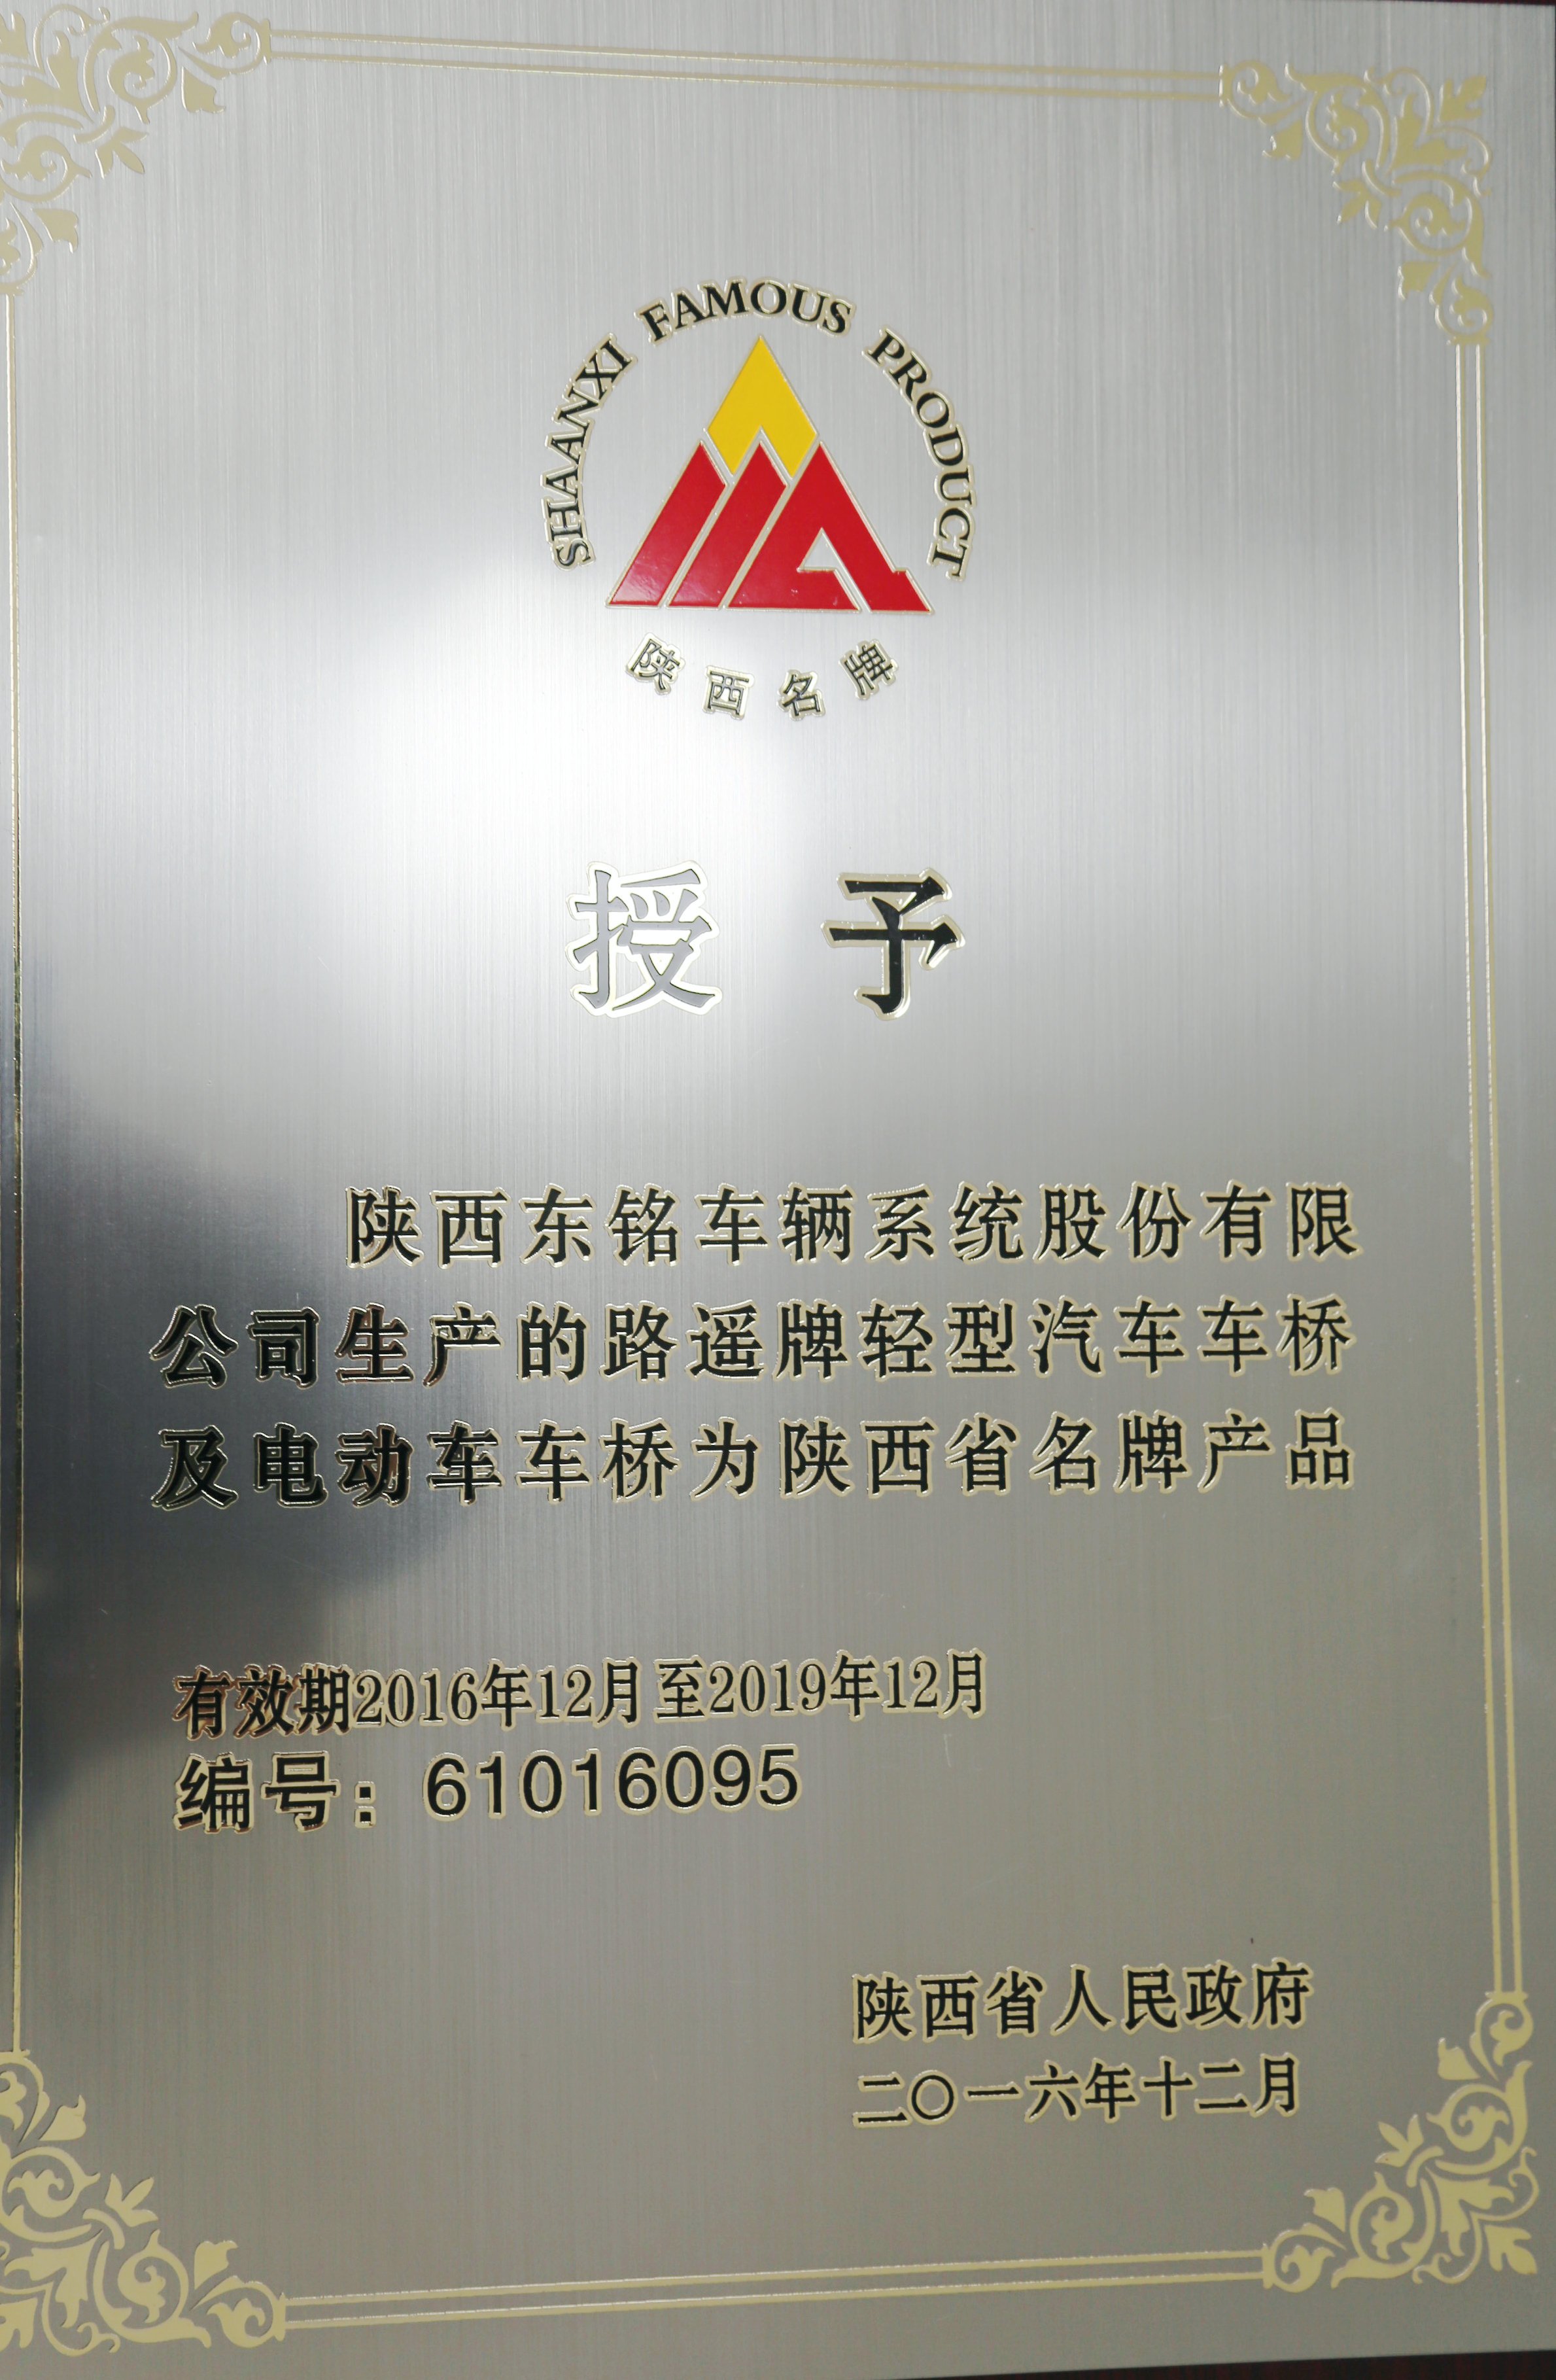 SHAANXI FAMOUS PRODUCT
陕西名牌
授予
陕西东铭车辆系统股份有限
公司生产的路遥牌轻型汽车车桥
及电动车车桥为陕西省名牌产品
有效期2016年12月至2019年12月
编号：61016095
陕西省人民政府
二〇一六年十二月